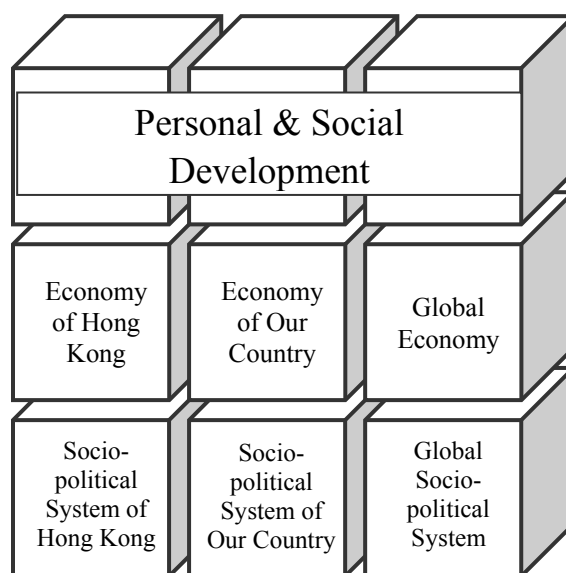 Personal & Social
Development
Economy
of Hong
Kong
Economy
of Our
Country
Global
Economy
Socio-
political
System of
Hong Kong
Socio-
political
System of
Our Country
Global
Socio-
political
System